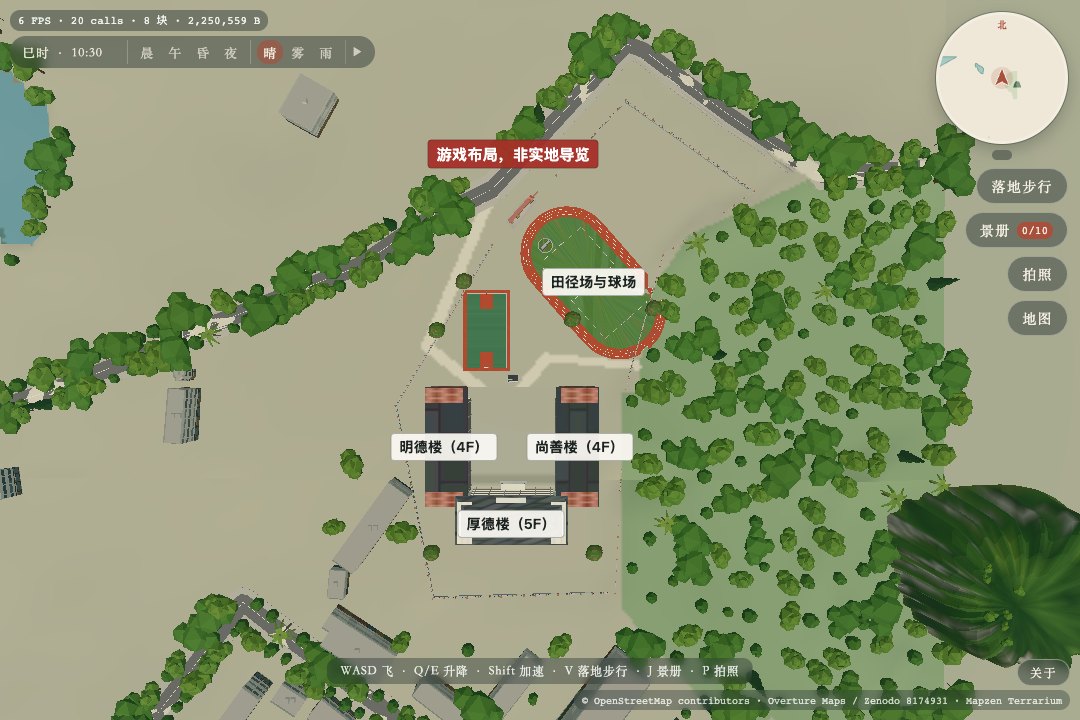 6 FPS · 20 calls · 8 块 · 2,250,559 B
巳时 · 10:30 晨 午 昏 夜 晴 雾 雨
北
游戏布局，非实地导览
落地步行
景册 0/10
拍照
地图
田径场与球场
明德楼（4F）
尚善楼（4F）
厚德楼（5F）
WASD 飞 · Q/E 升降 · Shift 加速 · V 落地步行 · J 景册 · P 拍照
关于
© OpenStreetMap contributors · Overture Maps / Zenodo 8174931 · Mapzen Terrarium